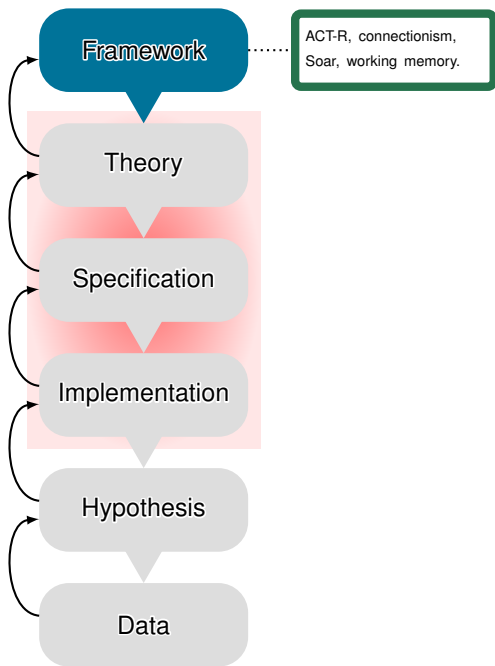 Framework
ACT-R, connectionism,
Soar, working memory.
Theory
Specification
Implementation
Hypothesis
Data